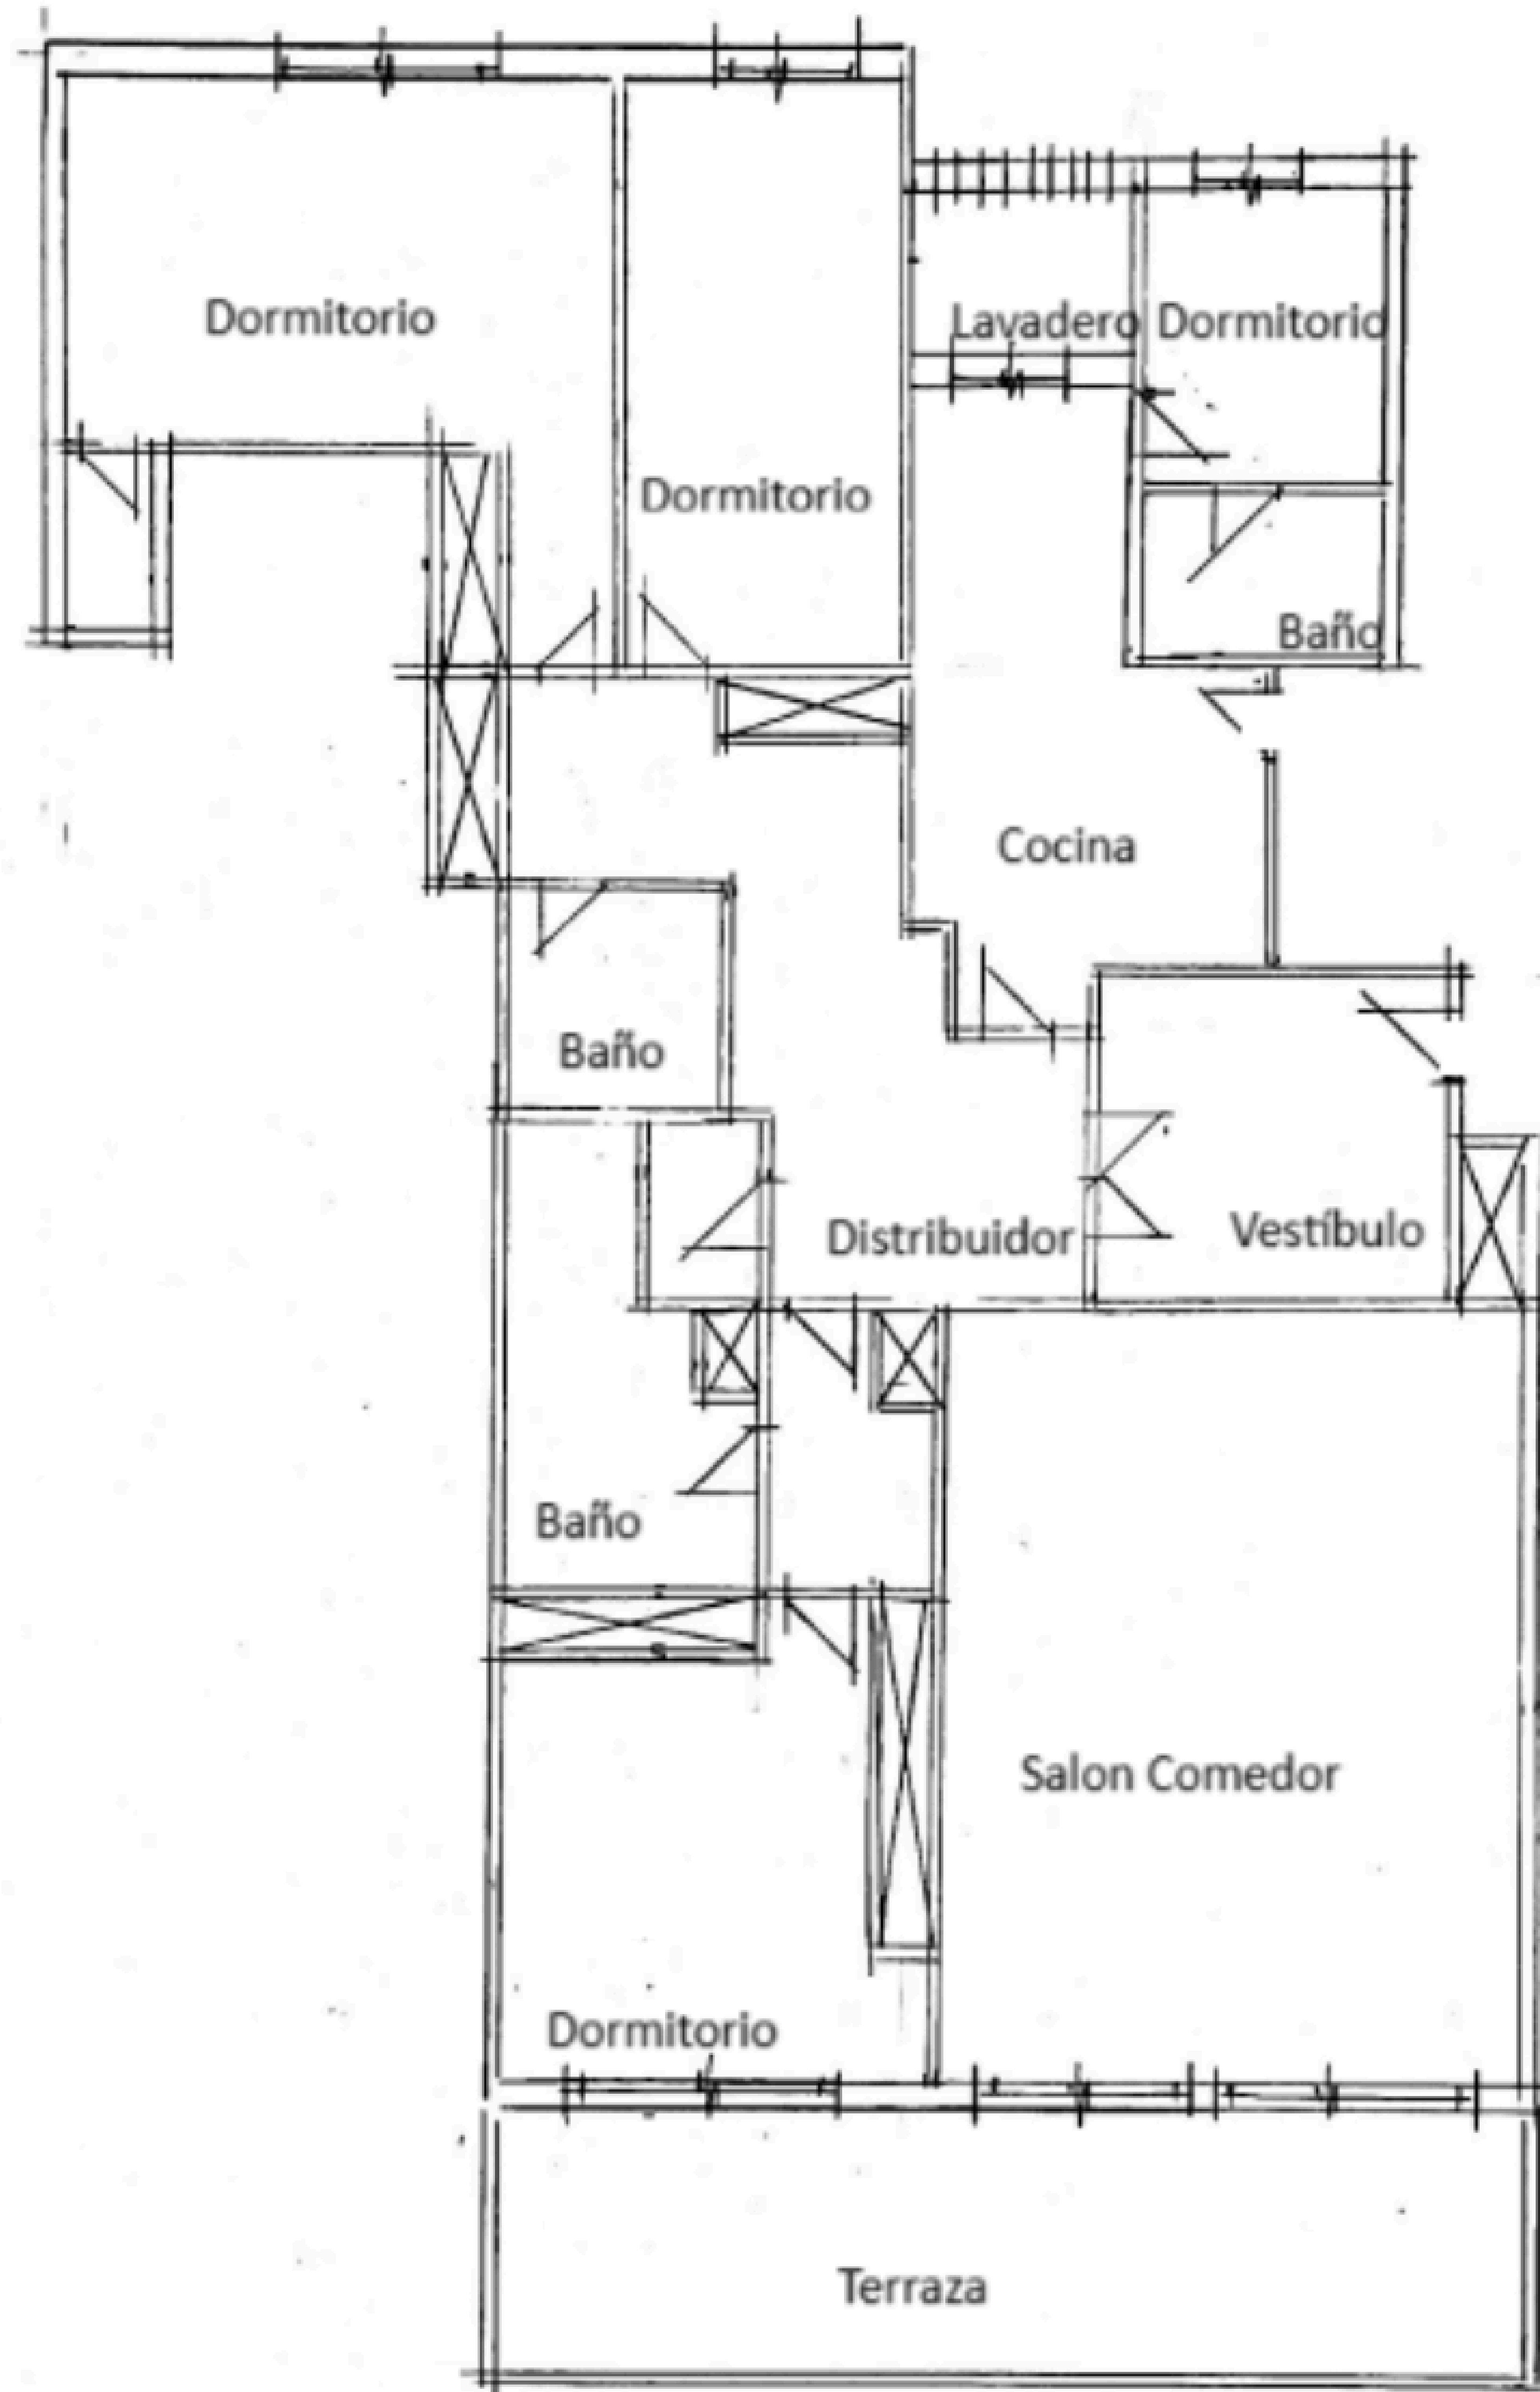 Dormitorio
Lavadero
Dormitorio
Dormitorio
Baño
Cocina
Baño
Distribuidor
Vestíbulo
Baño
Salon Comedor
Dormitorio
Terraza